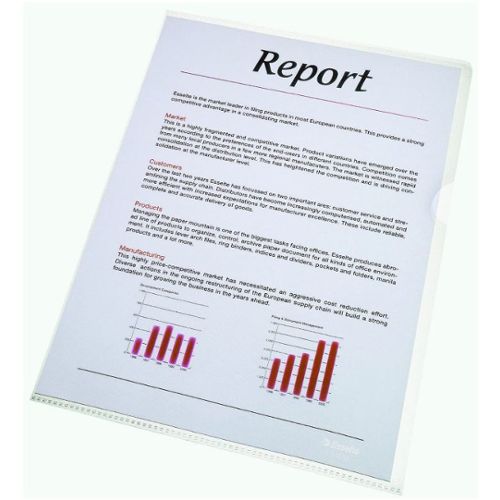 Report
Esselte is the market leader in filing products in most European countries. This provides a strong
competitive advantage in a consolidating market.
Market
This is a highly fragmented and competitive market. Product variations have emerged over the
years according to the preferences of the end-users in different countries. Competition comes
from many local producers in a few more regional manufacturers. The market is witnessed rapid
consolidation at the distribution level. This has heightened the competition and is driving con-
solidation at the manufacturer level.
Customers
Over the last two years Esselte has focussed on two important area: customer service and stre-
amlining the supply chain. Distributors have become increasingly computerised, automated and
more efficient with increased expectations for manufacturer excellence. These include reliable,
complete and accurate delivery of goods.
Products
Managing the paper mountain is one of the biggest tasks facing offices. Esselte produces abro-
ad line of products to organize, control, archive paper document for all kinds of office environ-
ment. It includes lever arch files, ring binders, indices and dividers, pockets and folders, manila
products and a lot more.
Manufacturing
This highly price-competitive market has necessitated an aggressive cost reduction effort.
Diverse actions in the ongoing restructuring of the European supply chain will build a strong
foundation for growing the business in the years ahead.
Esselte